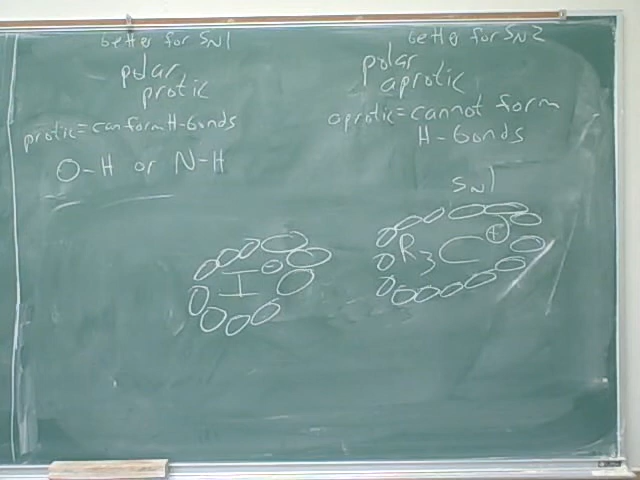 better for SN1
polar
protic
protic = can form H-bonds
O-H or N-H
better for SN2
polar
aprotic
aprotic = cannot form
H-bonds
SN1
I⊖
R3C⊕